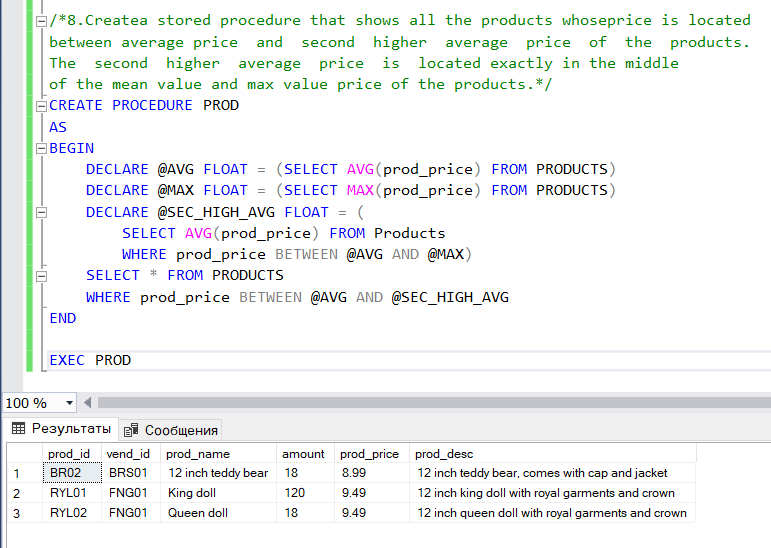 /*8.Createa stored procedure that shows all the products whoseprice is located
between average price and second higher average price of the products.
The second higher average price is located exactly in the middle
of the mean value and max value price of the products.*/
CREATE PROCEDURE PROD
AS
BEGIN
DECLARE @AVG FLOAT = (SELECT AVG(prod_price) FROM PRODUCTS)
DECLARE @MAX FLOAT = (SELECT MAX(prod_price) FROM PRODUCTS)
DECLARE @SEC_HIGH_AVG FLOAT = (
SELECT AVG(prod_price) FROM Products
WHERE prod_price BETWEEN @AVG AND @MAX)
SELECT * FROM PRODUCTS
WHERE prod_price BETWEEN @AVG AND @SEC_HIGH_AVG
END
EXEC PROD
100 %
Результаты Сообщения
prod_id vend_id prod_name amount prod_price prod_desc
1 BR02 BRS01 12 inch teddy bear 18 8.99 12 inch teddy bear, comes with cap and jacket
2 RYL01 FNG01 King doll 120 9.49 12 inch king doll with royal garments and crown
3 RYL02 FNG01 Queen doll 18 9.49 12 inch queen doll with royal garments and crown